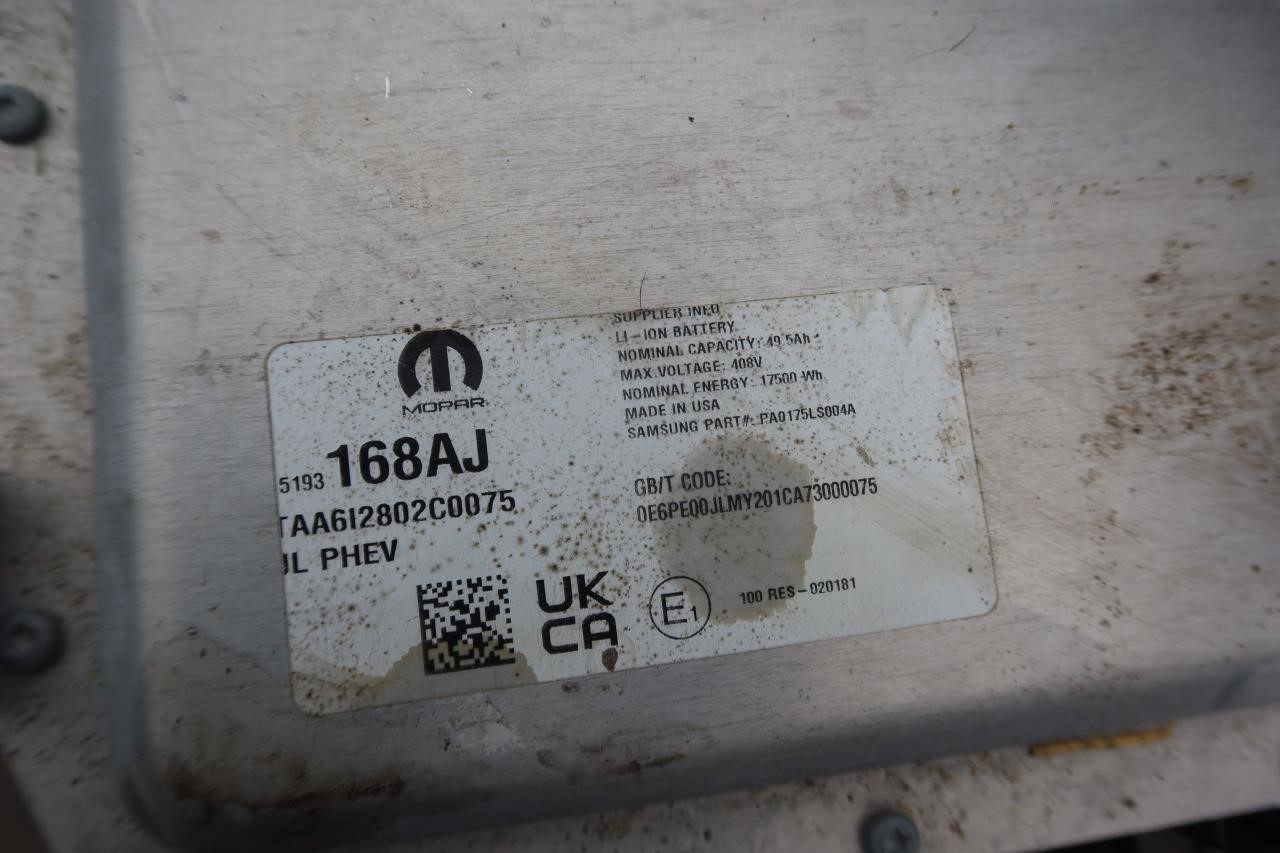 MOPAR
5193 168AJ
TAA6I2802C0075
JL PHEV
SUPPLIER INFO
LI-ION BATTERY
NOMINAL CAPACITY: 49.5Ah
MAX.VOLTAGE: 408V
NOMINAL ENERGY: 17500 Wh
MADE IN USA
SAMSUNG PART#: PA0175LS004A
GB/T CODE:
0E6PE00JLMY201CA73000075
UK
CA
E1
100 RES-020181